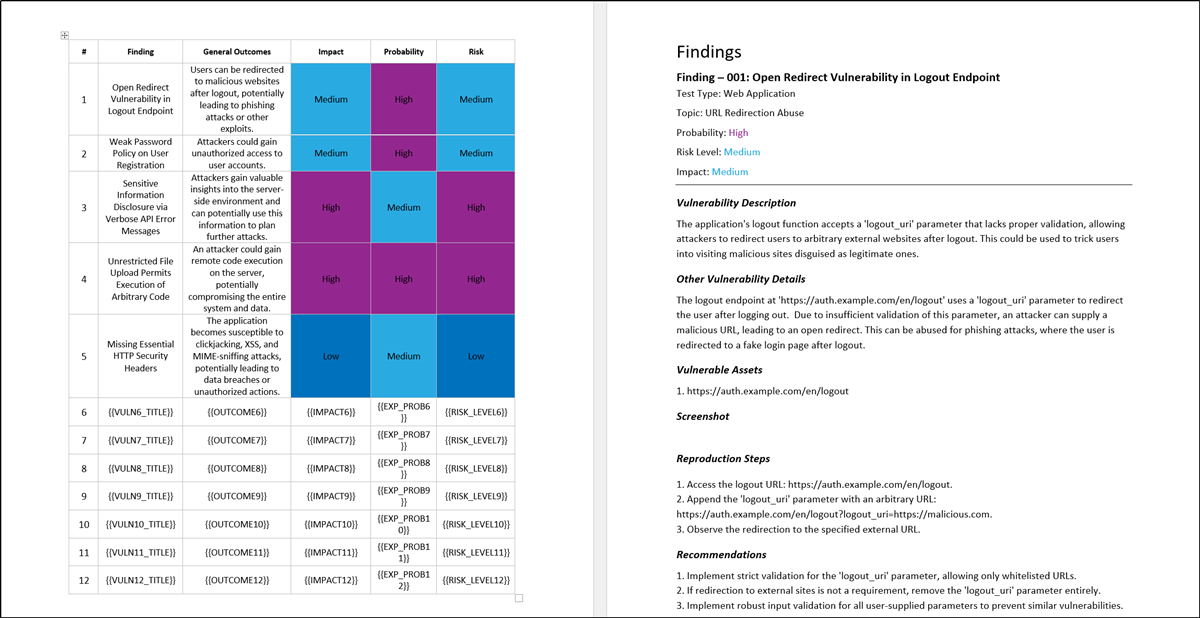 # Finding General Outcomes Impact Probability Risk
1 Open Redirect Vulnerability in Logout Endpoint Users can be redirected to malicious websites after logout, potentially leading to phishing attacks or other exploits. Medium High Medium
2 Weak Password Policy on User Registration Attackers could gain unauthorized access to user accounts. Medium High Medium
3 Sensitive Information Disclosure via Verbose API Error Messages Attackers gain valuable insights into the server-side environment and can potentially use this information to plan further attacks. High Medium High
4 Unrestricted File Upload Permits Execution of Arbitrary Code An attacker could gain remote code execution on the server, potentially compromising the entire system and data. High High High
5 Missing Essential HTTP Security Headers The application becomes susceptible to clickjacking, XSS, and MIME-sniffing attacks, potentially leading to data breaches or unauthorized actions. Low Medium Low
6 {{VULN6_TITLE}} {{OUTCOME6}} {{IMPACT6}} {{EXP_PROB6}} {{RISK_LEVEL6}}
7 {{VULN7_TITLE}} {{OUTCOME7}} {{IMPACT7}} {{EXP_PROB7}} {{RISK_LEVEL7}}
8 {{VULN8_TITLE}} {{OUTCOME8}} {{IMPACT8}} {{EXP_PROB8}} {{RISK_LEVEL8}}
9 {{VULN9_TITLE}} {{OUTCOME9}} {{IMPACT9}} {{EXP_PROB9}} {{RISK_LEVEL9}}
10 {{VULN10_TITLE}} {{OUTCOME10}} {{IMPACT10}} {{EXP_PROB10}} {{RISK_LEVEL10}}
11 {{VULN11_TITLE}} {{OUTCOME11}} {{IMPACT11}} {{EXP_PROB11}} {{RISK_LEVEL11}}
12 {{VULN12_TITLE}} {{OUTCOME12}} {{IMPACT12}} {{EXP_PROB12}} {{RISK_LEVEL12}}
Findings
Finding – 001: Open Redirect Vulnerability in Logout Endpoint
Test Type: Web Application
Topic: URL Redirection Abuse
Probability: High
Risk Level: Medium
Impact: Medium
Vulnerability Description
The application's logout function accepts a 'logout_uri' parameter that lacks proper validation, allowing
attackers to redirect users to arbitrary external websites after logout. This could be used to trick users
into visiting malicious sites disguised as legitimate ones.
Other Vulnerability Details
The logout endpoint at 'https://auth.example.com/en/logout' uses a 'logout_uri' parameter to redirect
the user after logging out. Due to insufficient validation of this parameter, an attacker can supply a
malicious URL, leading to an open redirect. This can be abused for phishing attacks, where the user is
redirected to a fake login page after logout.
Vulnerable Assets
1. https://auth.example.com/en/logout
Screenshot
Reproduction Steps
1. Access the logout URL: https://auth.example.com/en/logout.
2. Append the 'logout_uri' parameter with an arbitrary URL:
https://auth.example.com/en/logout?logout_uri=https://malicious.com.
3. Observe the redirection to the specified external URL.
Recommendations
1. Implement strict validation for the 'logout_uri' parameter, allowing only whitelisted URLs.
2. If redirection to external sites is not a requirement, remove the 'logout_uri' parameter entirely.
3. Implement robust input validation for all user-supplied parameters to prevent similar vulnerabilities.